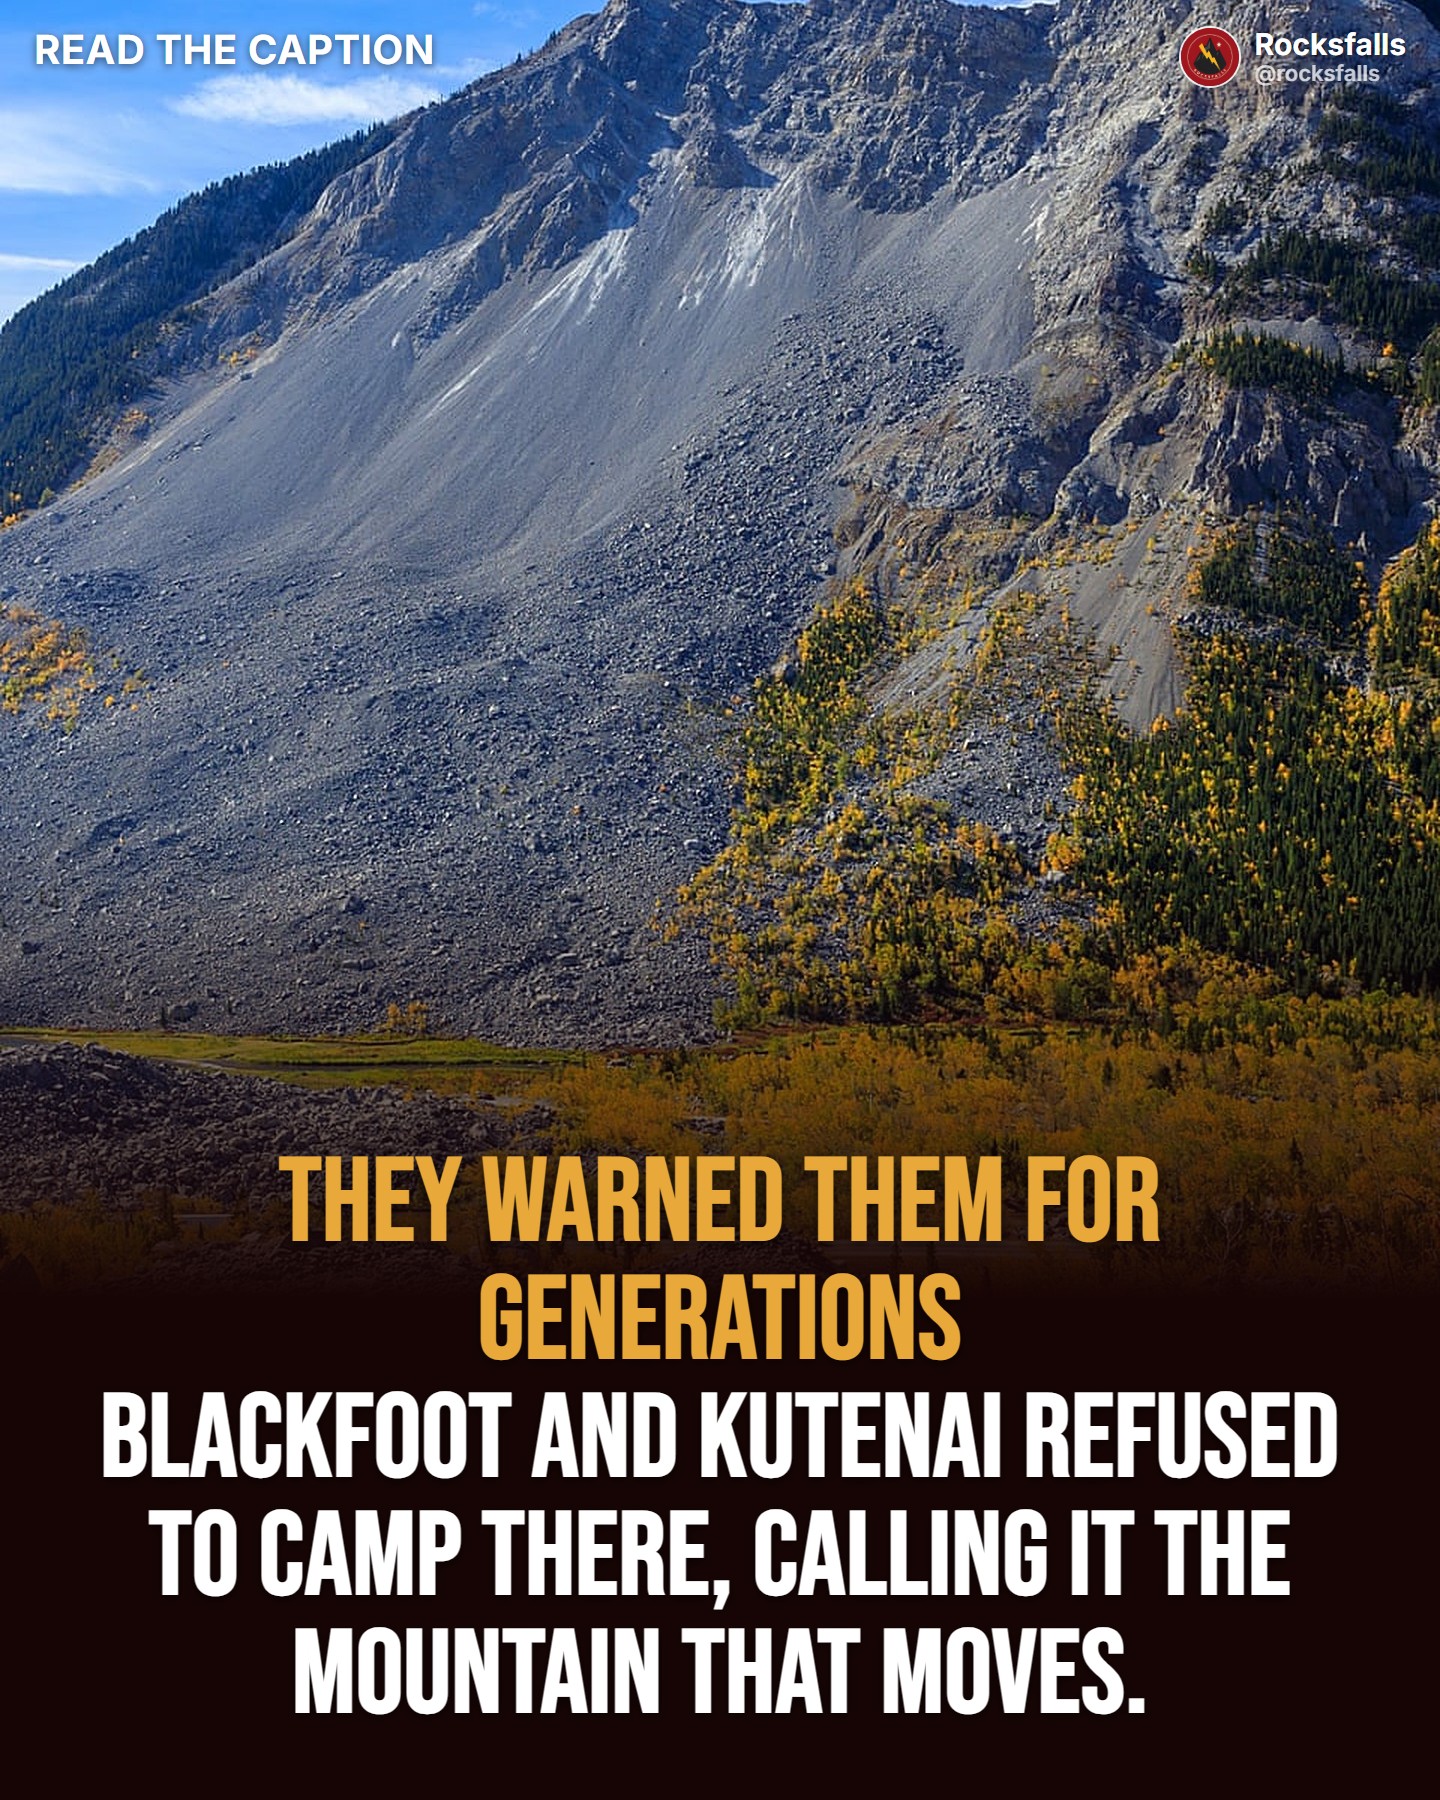 READ THE CAPTION
Rocksfalls
@rocksfalls
THEY WARNED THEM FOR
GENERATIONS
BLACKFOOT AND KUTENAI REFUSED
TO CAMP THERE, CALLING IT THE
MOUNTAIN THAT MOVES.